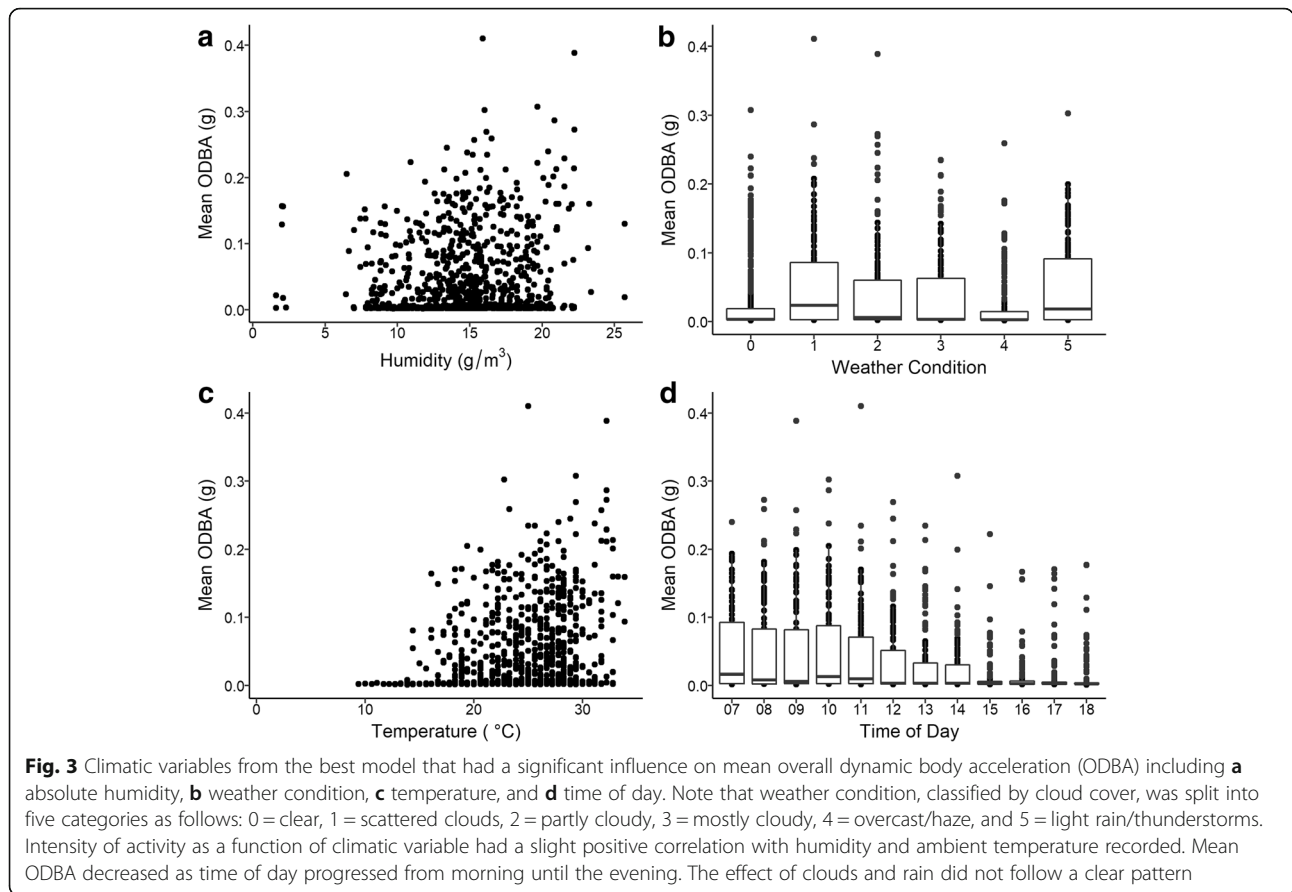 a
Mean ODBA (g)
0.4
0.3
0.2
0.1
0.0
0 5 10 15 20 25
Humidity (g/m³)
b
Mean ODBA (g)
0.4
0.3
0.2
0.1
0.0
0 1 2 3 4 5
Weather Condition
c
Mean ODBA (g)
0.4
0.3
0.2
0.1
0.0
0 10 20 30
Temperature ( °C)
d
Mean ODBA (g)
0.4
0.3
0.2
0.1
0.0
07 08 09 10 11 12 13 14 15 16 17 18
Time of Day
Fig. 3 Climatic variables from the best model that had a significant influence on mean overall dynamic body acceleration (ODBA) including a
absolute humidity, b weather condition, c temperature, and d time of day. Note that weather condition, classified by cloud cover, was split into
five categories as follows: 0 = clear, 1 = scattered clouds, 2 = partly cloudy, 3 = mostly cloudy, 4 = overcast/haze, and 5 = light rain/thunderstorms.
Intensity of activity as a function of climatic variable had a slight positive correlation with humidity and ambient temperature recorded. Mean
ODBA decreased as time of day progressed from morning until the evening. The effect of clouds and rain did not follow a clear pattern